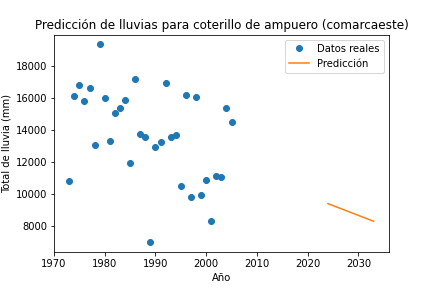 Predicción de lluvias para coterillo de ampuero (comarcaeste)
Datos reales
Predicción
Total de lluvia (mm)
18000
16000
14000
12000
10000
8000
1970 1980 1990 2000 2010 2020 2030
Año